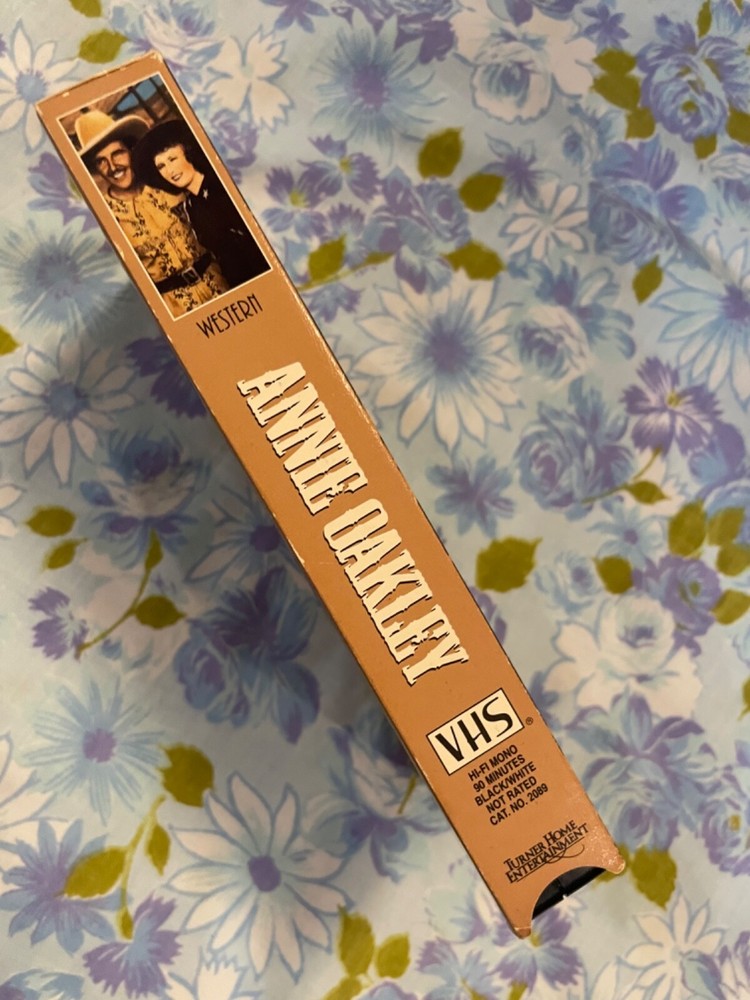 WESTERN
ANNIE OAKLEY
VHS®
HI-FI MONO
90 MINUTES
BLACK/WHITE
NOT RATED
CAT. NO. 2089
TURNER HOME
ENTERTAINMENT